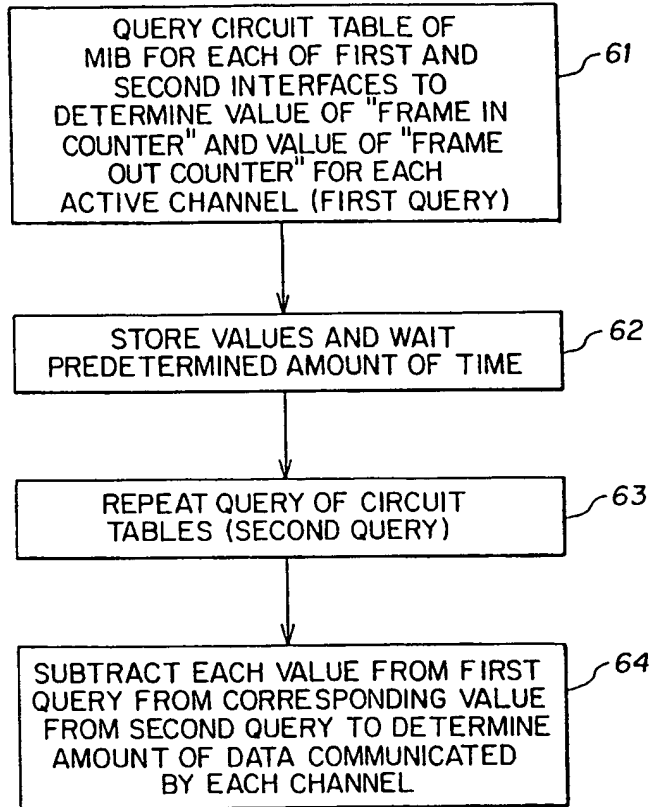 QUERY CIRCUIT TABLE OF
MIB FOR EACH OF FIRST AND
SECOND INTERFACES TO
DETERMINE VALUE OF "FRAME IN
COUNTER" AND VALUE OF "FRAME
OUT COUNTER" FOR EACH
ACTIVE CHANNEL (FIRST QUERY)
61
STORE VALUES AND WAIT
PREDETERMINED AMOUNT OF TIME
62
REPEAT QUERY OF CIRCUIT
TABLES (SECOND QUERY)
63
SUBTRACT EACH VALUE FROM FIRST
QUERY FROM CORRESPONDING VALUE
FROM SECOND QUERY TO DETERMINE
AMOUNT OF DATA COMMUNICATED
BY EACH CHANNEL
64